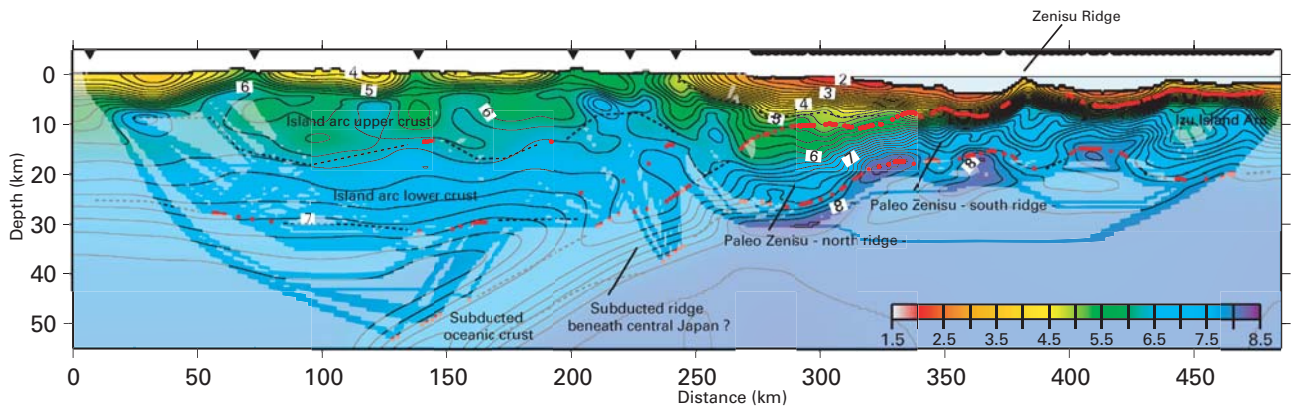 Zenisu Ridge
0
10
20
30
40
50
Depth (km)
4
5
6
6
Island arc upper crust
Island arc lower crust
7
2
3
4
5
6
7
8
8
Izu Island Arc
Paleo Zenisu - south ridge
Paleo Zenisu - north ridge
Subducted ridge
beneath central Japan ?
Subducted
oceanic crust
1.5 2.5 3.5 4.5 5.5 6.5 7.5 8.5
0 50 100 150 200 250 300 350 400 450
Distance (km)